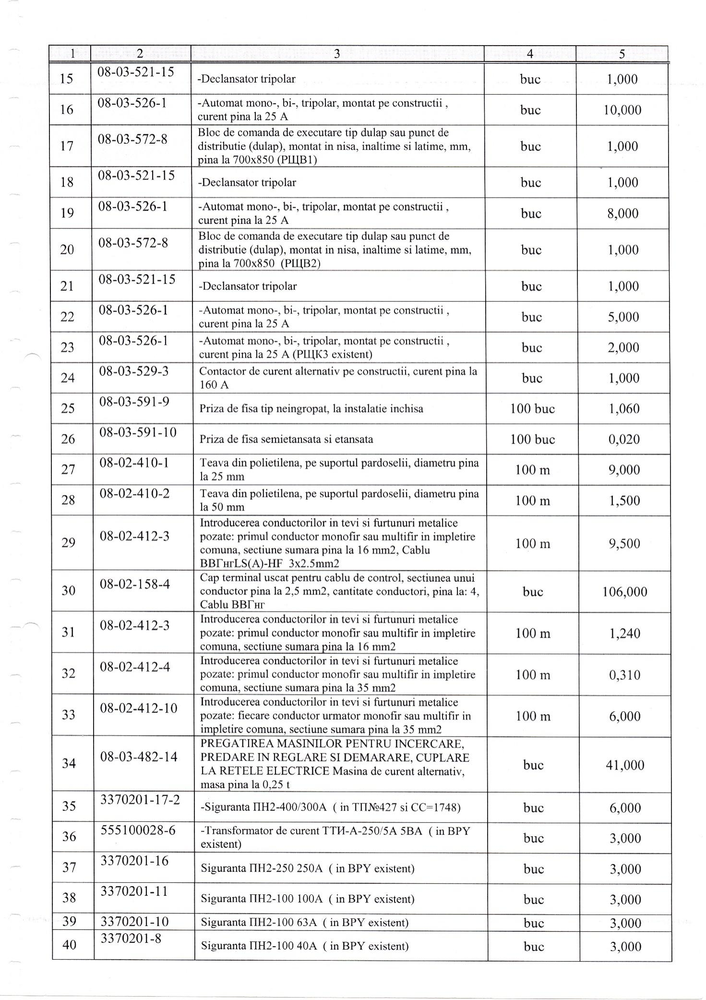 1 2 3 4 5
15 08-03-521-15 -Declansator tripolar buc 1,000
16 08-03-526-1 -Automat mono-, bi-, tripolar, montat pe constructii ,
curent pina la 25 A buc 10,000
17 08-03-572-8 Bloc de comanda de executare tip dulap sau punct de
distributie (dulap), montat in nisa, inaltime si latime, mm,
pina la 700x850 (РЩВ1) buc 1,000
18 08-03-521-15 -Declansator tripolar buc 1,000
19 08-03-526-1 -Automat mono-, bi-, tripolar, montat pe constructii ,
curent pina la 25 A buc 8,000
20 08-03-572-8 Bloc de comanda de executare tip dulap sau punct de
distributie (dulap), montat in nisa, inaltime si latime, mm,
pina la 700x850 (РЩВ2) buc 1,000
21 08-03-521-15 -Declansator tripolar buc 1,000
22 08-03-526-1 -Automat mono-, bi-, tripolar, montat pe constructii ,
curent pina la 25 A buc 5,000
23 08-03-526-1 -Automat mono-, bi-, tripolar, montat pe constructii ,
curent pina la 25 A (РЩК3 existent) buc 2,000
24 08-03-529-3 Contactor de curent alternativ pe constructii, curent pina la
160 A buc 1,000
25 08-03-591-9 Priza de fisa tip neingropat, la instalatie inchisa 100 buc 1,060
26 08-03-591-10 Priza de fisa semietansata si etansata 100 buc 0,020
27 08-02-410-1 Teava din polietilena, pe suportul pardoselii, diametru pina
la 25 mm 100 m 9,000
28 08-02-410-2 Teava din polietilena, pe suportul pardoselii, diametru pina
la 50 mm 100 m 1,500
29 08-02-412-3 Introducerea conductorilor in tevi si furtunuri metalice
pozate: primul conductor monofir sau multifir in impletire
comuna, sectiune sumara pina la 16 mm2, Cablu
ВВГнгLS(A)-HF 3x2.5mm2 100 m 9,500
30 08-02-158-4 Cap terminal uscat pentru cablu de control, sectiunea unui
conductor pina la 2,5 mm2, cantitate conductori, pina la: 4,
Cablu ВВГнг buc 106,000
31 08-02-412-3 Introducerea conductorilor in tevi si furtunuri metalice
pozate: primul conductor monofir sau multifir in impletire
comuna, sectiune sumara pina la 16 mm2 100 m 1,240
32 08-02-412-4 Introducerea conductorilor in tevi si furtunuri metalice
pozate: primul conductor monofir sau multifir in impletire
comuna, sectiune sumara pina la 35 mm2 100 m 0,310
33 08-02-412-10 Introducerea conductorilor in tevi si furtunuri metalice
pozate: fiecare conductor urmator monofir sau multifir in
impletire comuna, sectiune sumara pina la 35 mm2 100 m 6,000
34 08-03-482-14 PREGATIREA MASINILOR PENTRU INCERCARE,
PREDARE IN REGLARE SI DEMARARE, CUPLARE
LA RETELE ELECTRICE Masina de curent alternativ,
masa pina la 0,25 t buc 41,000
35 3370201-17-2 -Siguranta ПН2-400/300A ( in ТП№427 si CC=1748) buc 6,000
36 555100028-6 -Transformator de curent ТТИ-А-250/5А 5ВА ( in ВРУ
existent) buc 3,000
37 3370201-16 Siguranta ПН2-250 250A ( in ВРУ existent) buc 3,000
38 3370201-11 Siguranta ПН2-100 100A ( in ВРУ existent) buc 3,000
39 3370201-10 Siguranta ПН2-100 63A ( in ВРУ existent) buc 3,000
40 3370201-8 Siguranta ПН2-100 40A ( in ВРУ existent) buc 3,000